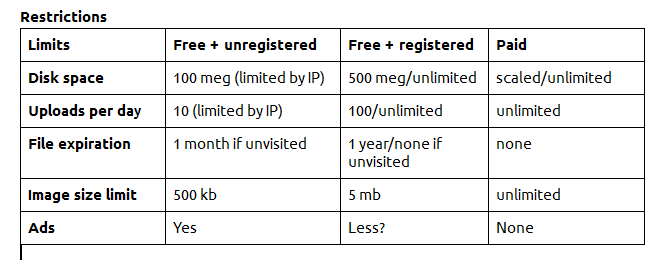 Restrictions
Limits Free + unregistered Free + registered Paid
Disk space 100 meg (limited by IP) 500 meg/unlimited scaled/unlimited
Uploads per day 10 (limited by IP) 100/unlimited unlimited
File expiration 1 month if unvisited 1 year/none if none
unvisited
Image size limit 500 kb 5 mb unlimited
Ads Yes Less? None